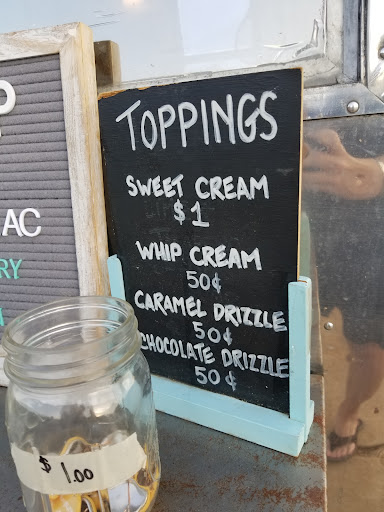 P
AC
RY
TOPPINGS
SWEET CREAM
$1
WHIP CREAM
50¢
CARAMEL DRIZZLE
50¢
CHOCOLATE DRIZZLE
50¢
$1.00